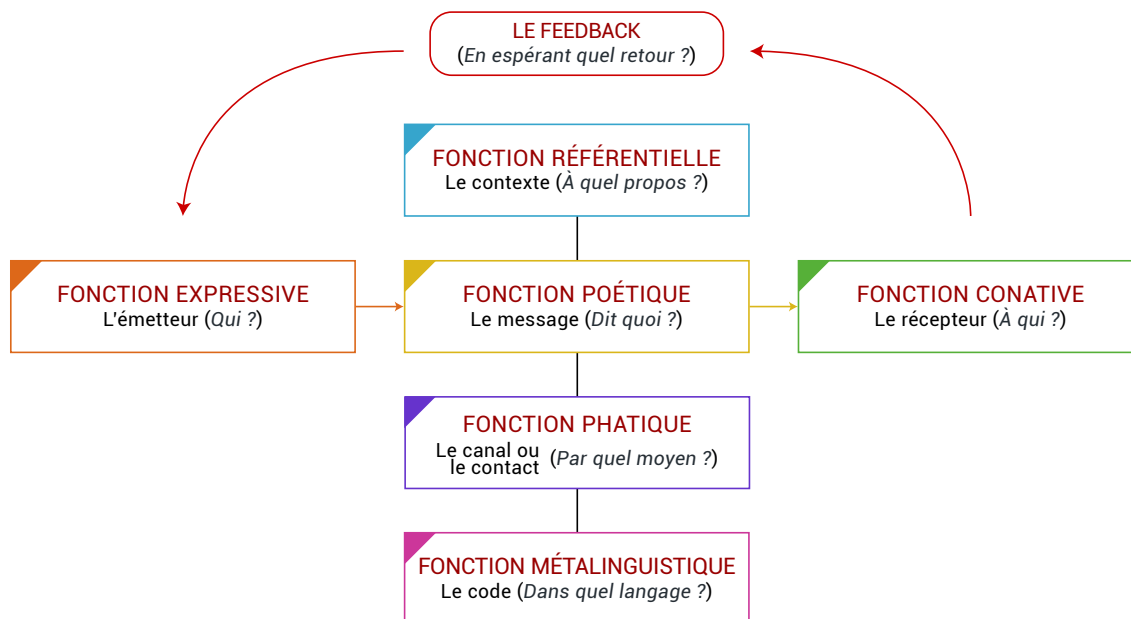 LE FEEDBACK
(En espérant quel retour ?)
FONCTION RÉFÉRENTIELLE
Le contexte (À quel propos ?)
FONCTION EXPRESSIVE
L'émetteur (Qui ?)
FONCTION POÉTIQUE
Le message (Dit quoi ?)
FONCTION CONATIVE
Le récepteur (À qui ?)
FONCTION PHATIQUE
Le canal ou
le contact (Par quel moyen ?)
FONCTION MÉTALINGUISTIQUE
Le code (Dans quel langage ?)